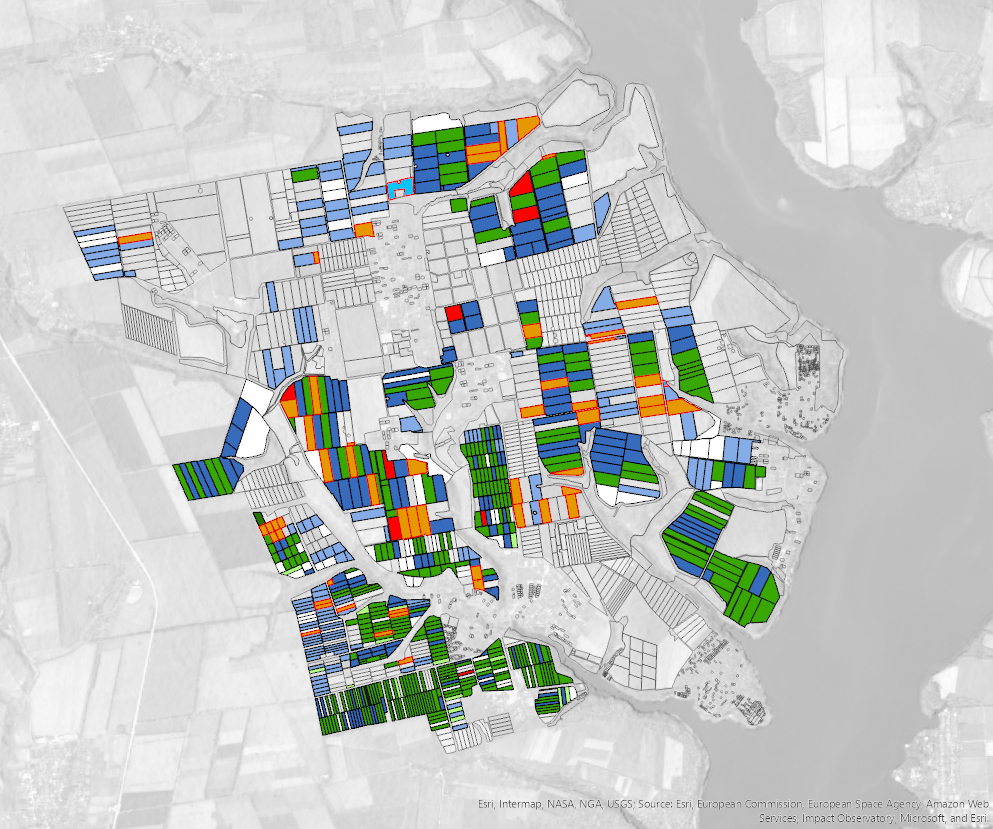 Esri, Intermap, NASA, NGA, USGS; Source: Esri, European Commission, European Space Agency, Amazon Web
Services, Impact Observatory, Microsoft, and Esri.